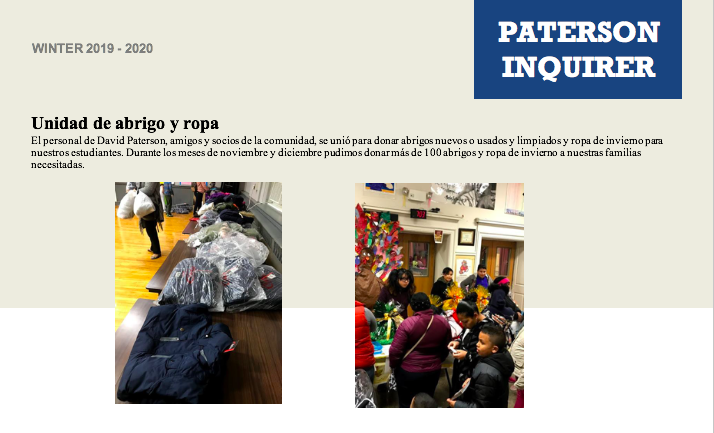 WINTER 2019 - 2020
PATERSON
INQUIRER
Unidad de abrigo y ropa
El personal de David Paterson, amigos y socios de la comunidad, se unió para donar abrigos nuevos o usados y limpiados y ropa de invierno para
nuestros estudiantes. Durante los meses de noviembre y diciembre pudimos donar más de 100 abrigos y ropa de invierno a nuestras familias
necesitadas.